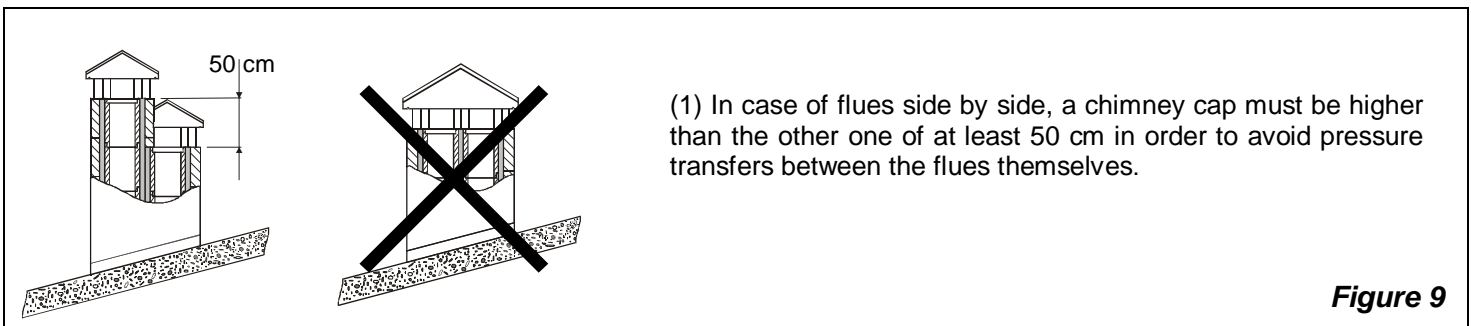 50 cm
(1) In case of flues side by side, a chimney cap must be higher
than the other one of at least 50 cm in order to avoid pressure
transfers between the flues themselves.
Figure 9